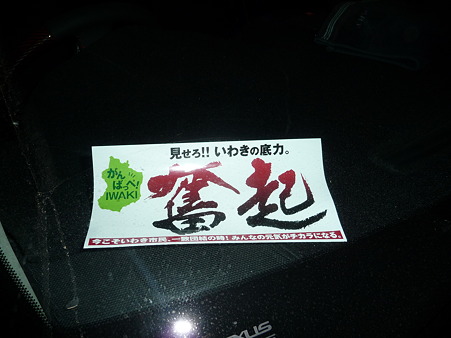 見せろ!! いわきの底力。
がん
ばっぺ!
IWAKI
奮起
今こそいわき市民、一致団結の時! みんなの元気がチカラになる。